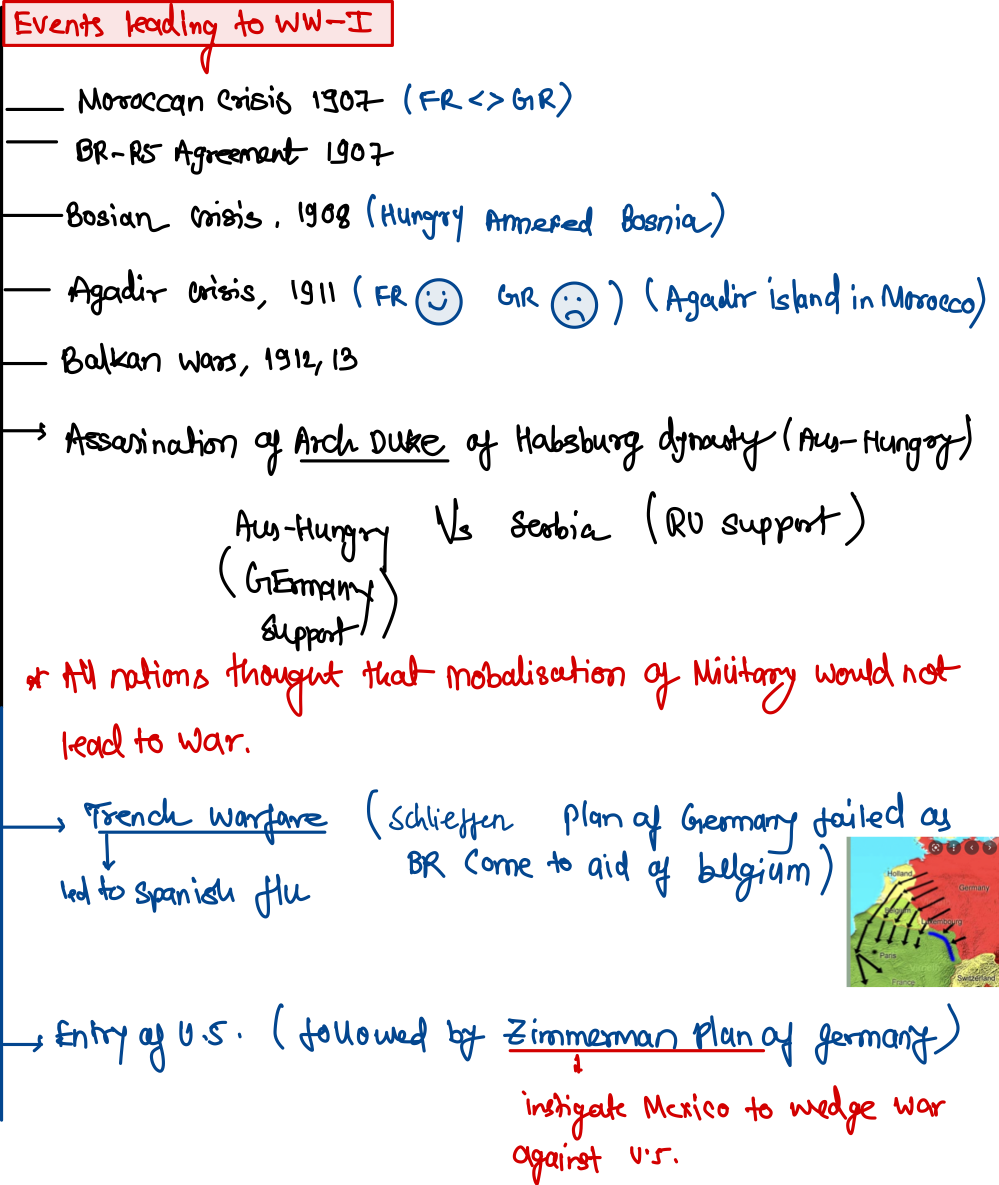 Events leading to WW-I
Moroccan Crisis 1907 (FR <> GR)
BR-RS Agreement 1907
Bosian crisis, 1908 (Hungry Annexed Bosnia)
Agadir crisis, 1911 (FR GR) (Agadir island in Morocco)
Balkan wars, 1912, 13
Assasination of Arch DUKE of Habsburg dynasty (Aus-Hungry)
Aus-Hungry Vs Serbia (RU support)
(GErmany
support)
* All nations thought that mobalisation of Military would not
lead to war.
Trench warfare (Schlieffen plan of Germany failed as
BR come to aid of belgium)
led to spanish flu
Holland
Germany
Belgium
Luxembourg
Paris
Switzerland
France
Entry of U.S. (followed by Zimmerman plan of germany)
instigate Mexico to wedge war
against U.S.